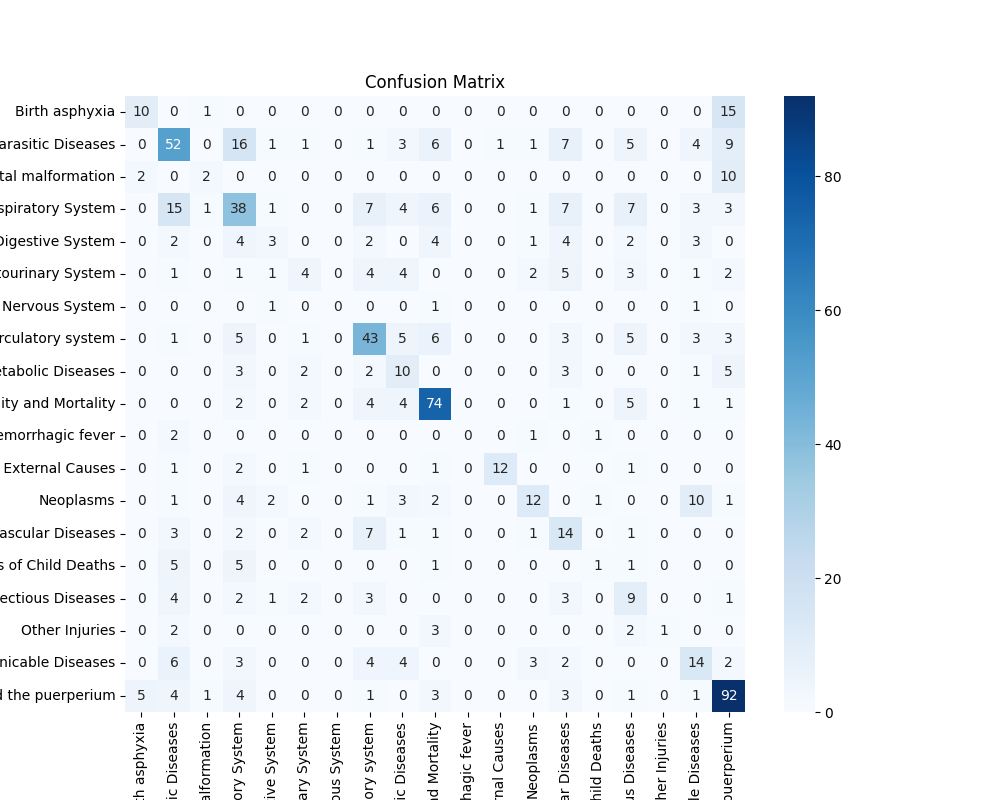 Confusion Matrix
Birth asphyxia 10 0 1 0 0 0 0 0 0 0 0 0 0 0 0 0 0 0 15
arasitic Diseases 0 52 0 16 1 1 0 1 3 6 0 1 1 7 0 5 0 4 9
tal malformation 2 0 2 0 0 0 0 0 0 0 0 0 0 0 0 0 0 0 10
spiratory System 0 15 1 38 1 0 0 7 4 6 0 0 1 7 0 7 0 3 3
Digestive System 0 2 0 4 3 0 0 2 0 4 0 0 1 4 0 2 0 3 0
tourinary System 0 1 0 1 1 4 0 4 4 0 0 0 2 5 0 3 0 1 2
Nervous System 0 0 0 0 1 0 0 0 0 1 0 0 0 0 0 0 0 1 0
rculatory system 0 1 0 5 0 1 0 43 5 6 0 0 0 3 0 5 0 3 3
etabolic Diseases 0 0 0 3 0 2 0 2 10 0 0 0 0 3 0 0 0 1 5
ity and Mortality 0 0 0 2 0 2 0 4 4 74 0 0 0 1 0 5 0 1 1
emorrhagic fever 0 2 0 0 0 0 0 0 0 0 0 0 1 0 1 0 0 0 0
External Causes 0 1 0 2 0 1 0 0 0 1 0 12 0 0 0 1 0 0 0
Neoplasms 0 1 0 4 2 0 0 1 3 2 0 0 12 0 1 0 0 10 1
ascular Diseases 0 3 0 2 0 2 0 7 1 1 0 0 1 14 0 1 0 0 0
s of Child Deaths 0 5 0 5 0 0 0 0 0 1 0 0 0 0 1 1 0 0 0
ectious Diseases 0 4 0 2 1 2 0 3 0 0 0 0 0 3 0 9 0 0 1
Other Injuries 0 2 0 0 0 0 0 0 0 3 0 0 0 0 0 2 1 0 0
nicable Diseases 0 6 0 3 0 0 0 4 4 0 0 0 3 2 0 0 0 14 2
d the puerperium 5 4 1 4 0 0 0 1 0 3 0 0 0 3 0 1 0 1 92
th asphyxia
ic Diseases
alformation
ory System
tive System
ary System
ous System
ory system
ic Diseases
nd Mortality
hagic fever
rnal Causes
Neoplasms
ar Diseases
hild Deaths
us Diseases
her Injuries
le Diseases
puerperium
80
60
40
20
0